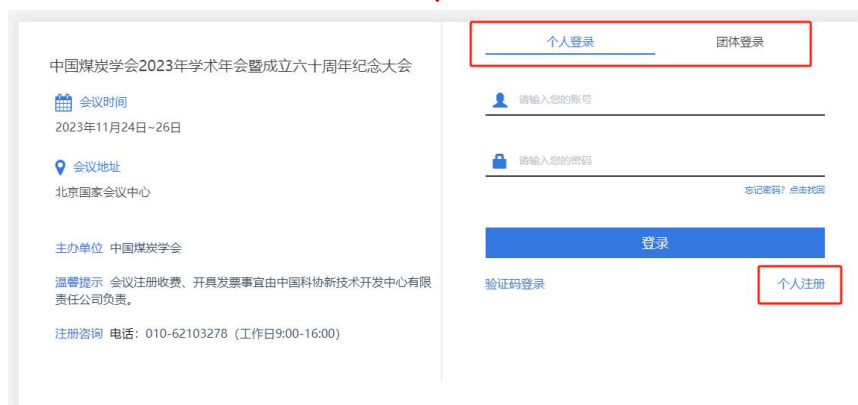 中国煤炭学会2023年学术年会暨成立六十周年纪念大会
会议时间
2023年11月24日~26日
会议地址
北京国家会议中心
主办单位 中国煤炭学会
温馨提示 会议注册收费、开具发票事宜由中国科协新技术开发中心有限
责任公司负责。
注册咨询 电话：010-62103278（工作日9:00-16:00）
个人登录 团体登录
请输入您的账号
请输入您的密码
忘记密码？点击找回
登录
验证码登录 个人注册